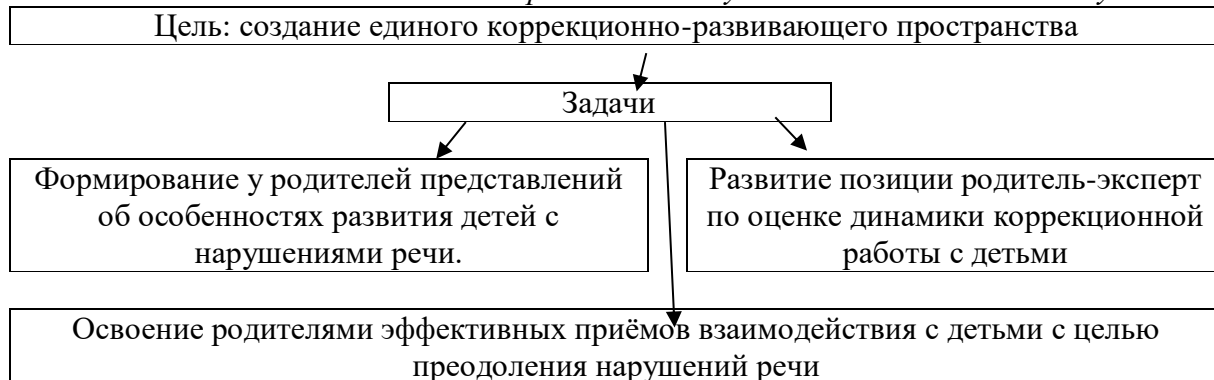 Цель: создание единого коррекционно-развивающего пространства
Задачи
Формирование у родителей представлений
об особенностях развития детей с
нарушениями речи.
Развитие позиции родитель-эксперт
по оценке динамики коррекционной
работы с детьми
Освоение родителями эффективных приёмов взаимодействия с детьми с целью
преодоления нарушений речи